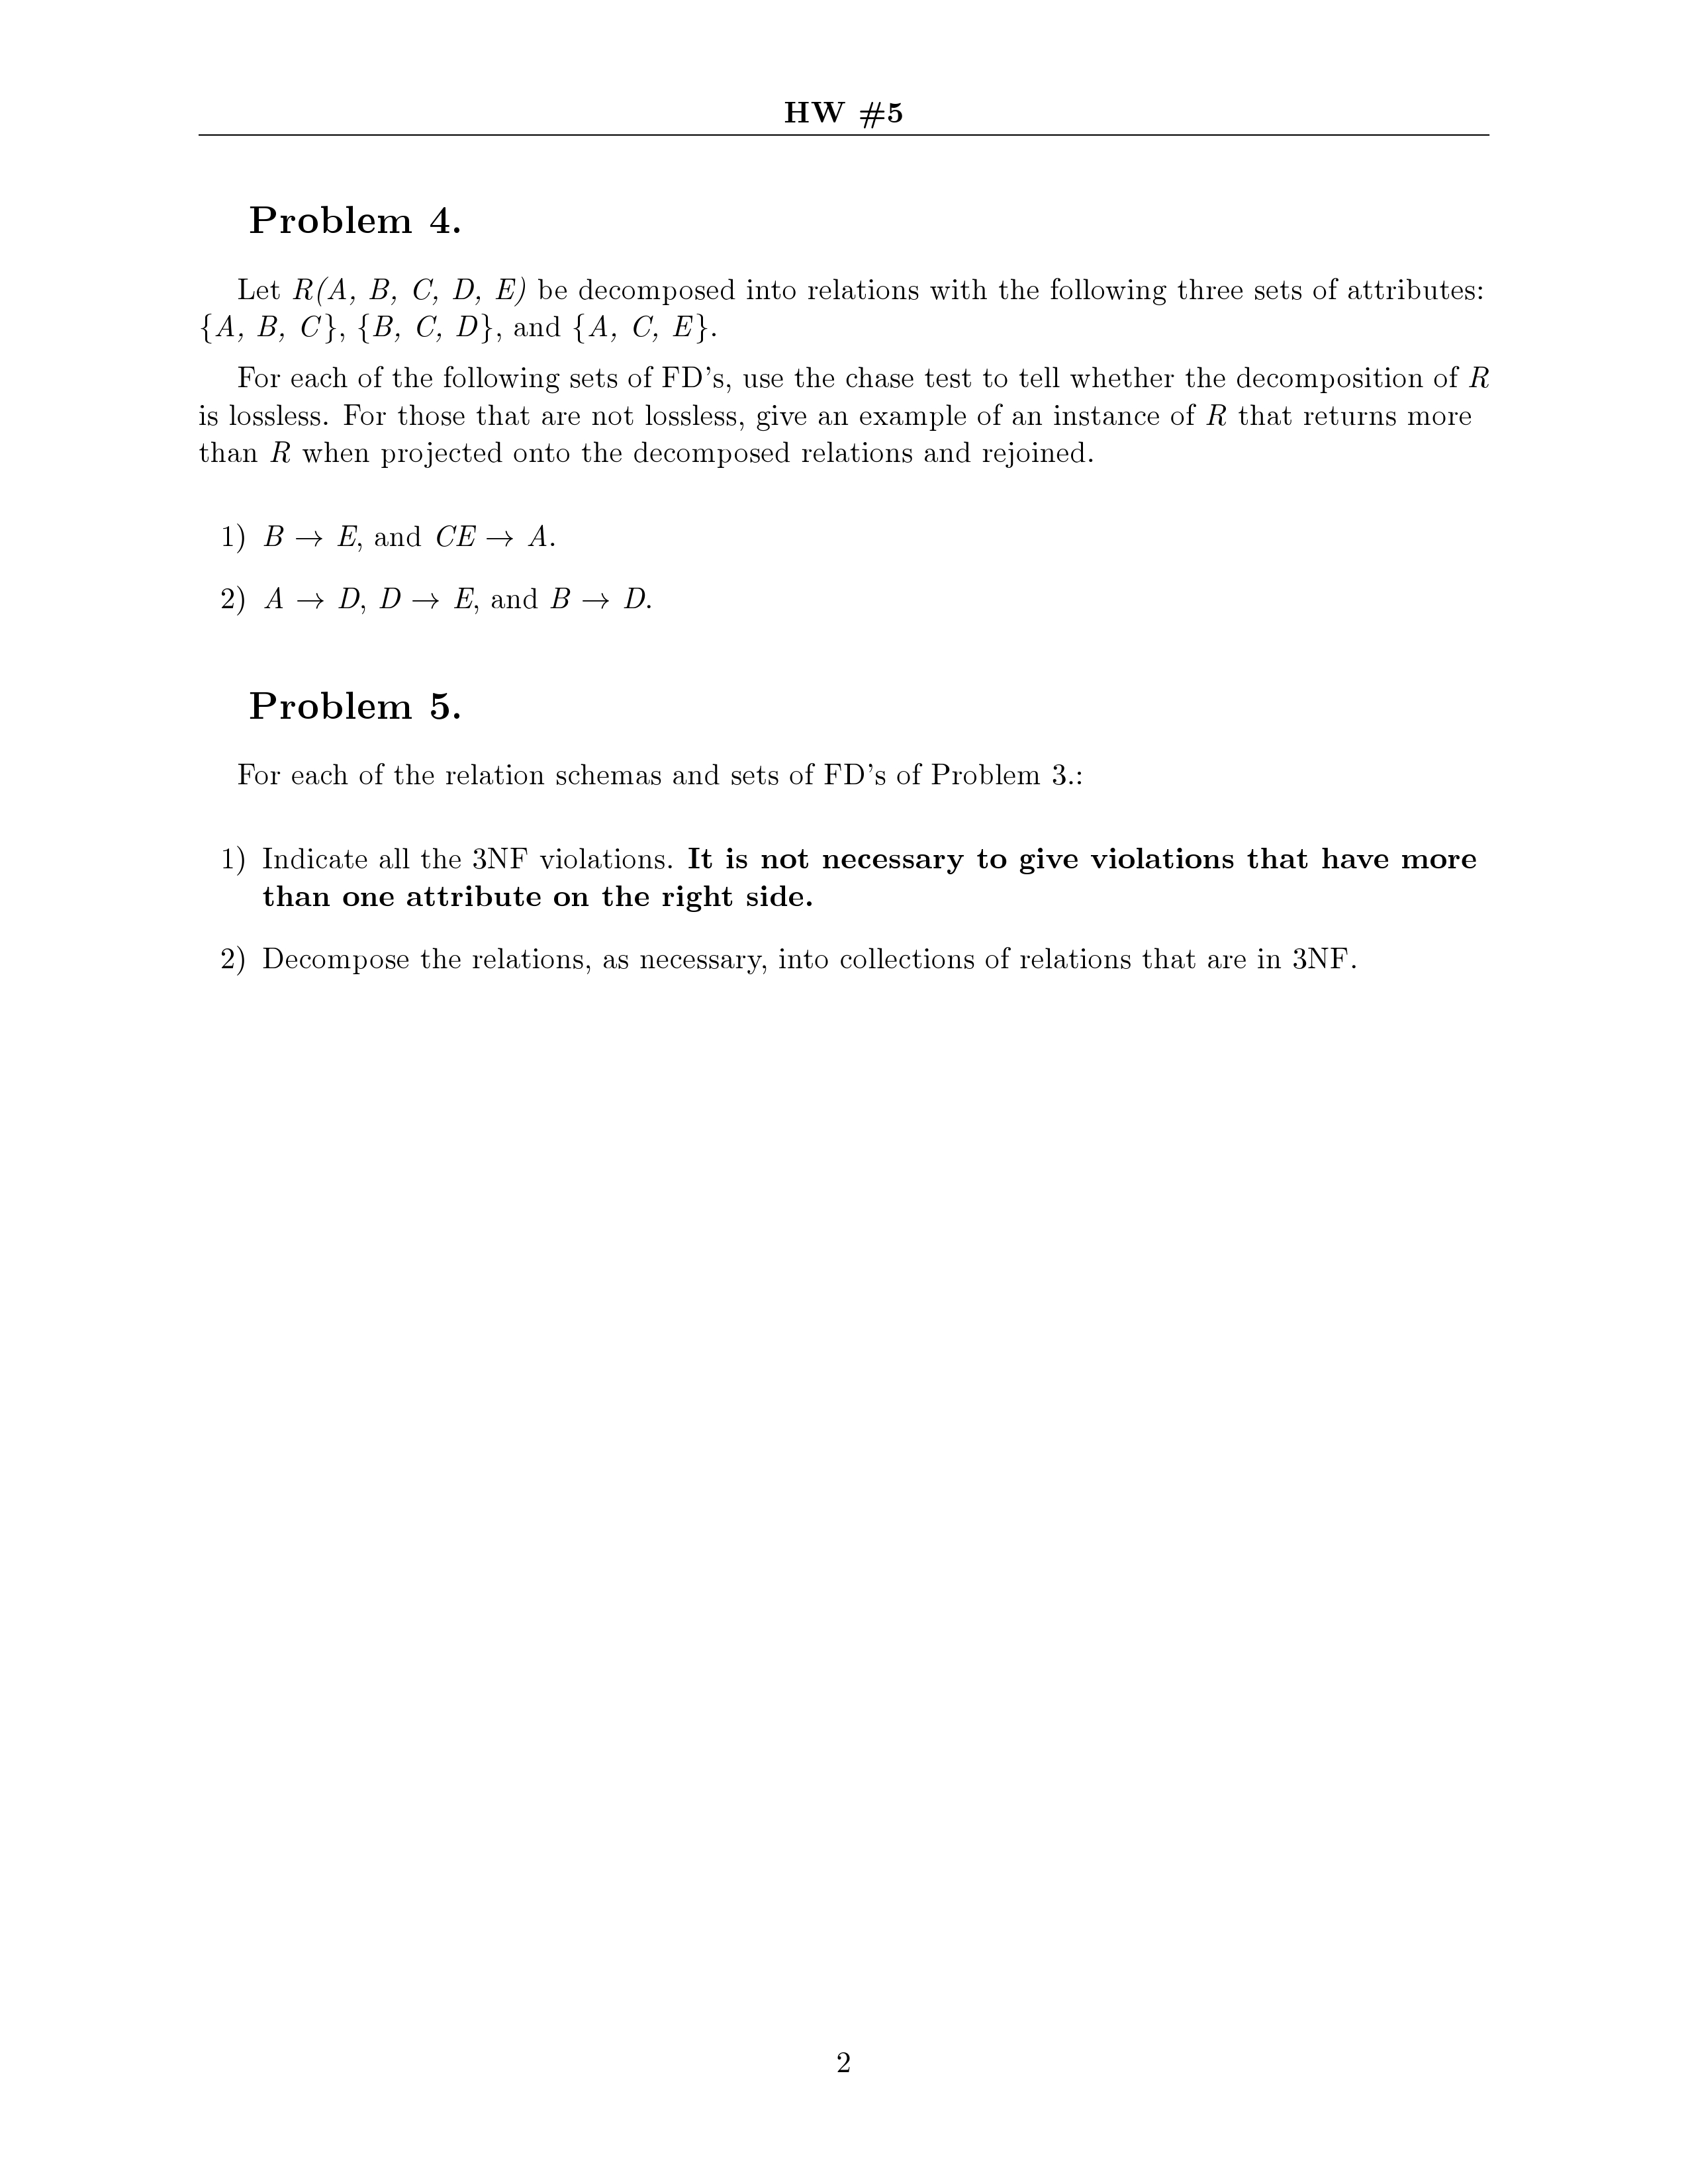 HW #5
Problem 4.
Let R(A, B, C, D, E) be decomposed into relations with the following three sets of attributes:
{A, B, C}, {B, C, D}, and {A, C, E}.
For each of the following sets of FD's, use the chase test to tell whether the decomposition of R
is lossless. For those that are not lossless, give an example of an instance of R that returns more
than R when projected onto the decomposed relations and rejoined.
1) B → E, and CE → A.
2) A → D, D → E, and B → D.
Problem 5.
For each of the relation schemas and sets of FD's of Problem 3.:
1) Indicate all the 3NF violations. It is not necessary to give violations that have more
than one attribute on the right side.
2) Decompose the relations, as necessary, into collections of relations that are in 3NF.
2